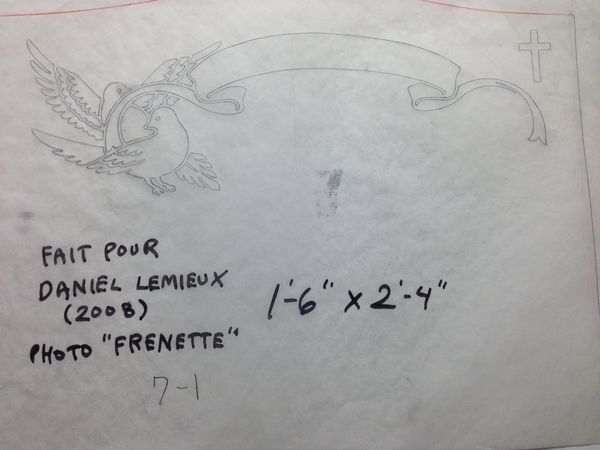 FAIT POUR
DANIEL LEMIEUX
(2008)
PHOTO "FRENETTE"
7-1
1'-6" x 2'-4"